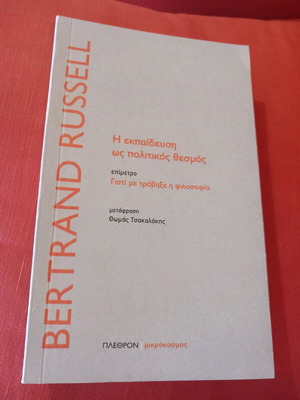 BERTRAND RUSSELL
Η εκπαίδευση
ως πολιτικός θεσμός
επίμετρο
Γιατί με τράβηξε η φιλοσοφία
μετάφραση
Θωμάς Τσακαλάκης
ΠΛΕΘΡΟΝ | μικρόκοσμος